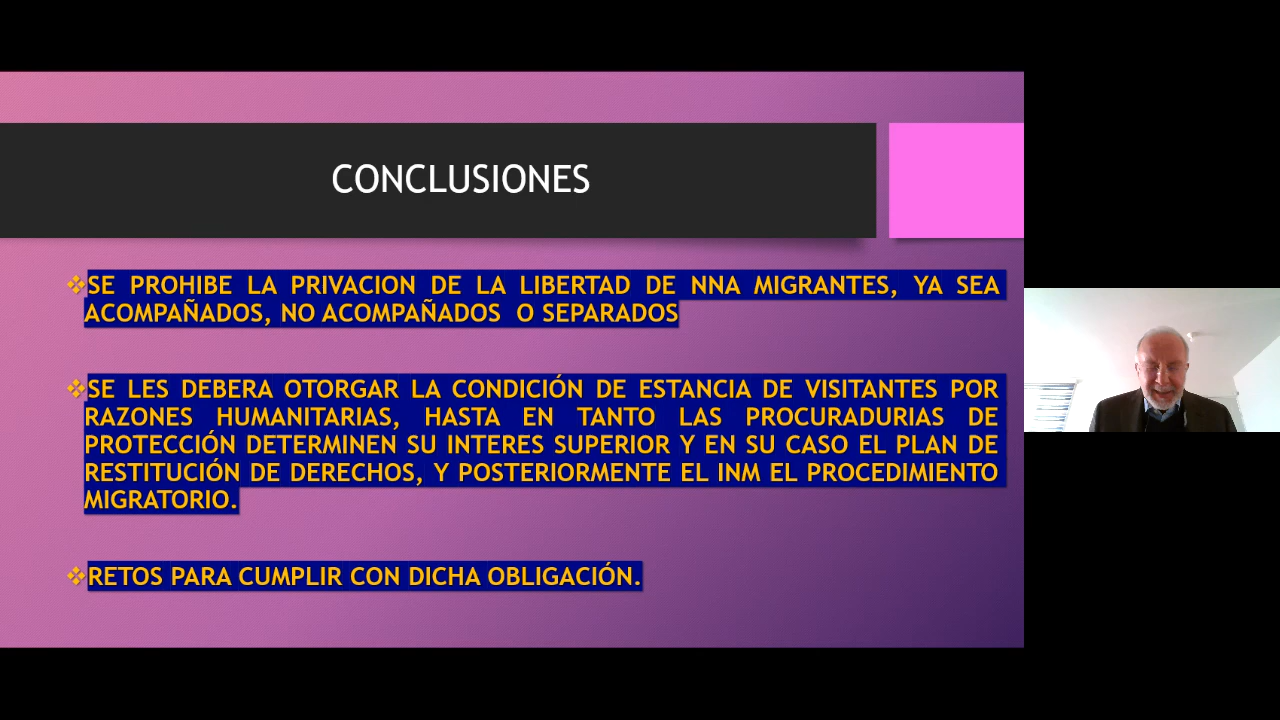 CONCLUSIONES
❖SE PROHIBE LA PRIVACION DE LA LIBERTAD DE NNA MIGRANTES, YA SEA
ACOMPAÑADOS, NO ACOMPAÑADOS O SEPARADOS
❖SE LES DEBERA OTORGAR LA CONDICIÓN DE ESTANCIA DE VISITANTES POR
RAZONES HUMANITARAS, HASTA EN TANTO LAS PROCURADURIAS DE
PROTECCIÓN DETERMINEN SU INTERES SUPERIOR Y EN SU CASO EL PLAN DE
RESTITUCIÓN DE DERECHOS, Y POSTERIORMENTE EL INM EL PROCEDIMIENTO
MIGRATORIO.
❖RETOS PARA CUMPLIR CON DICHA OBLIGACIÓN.